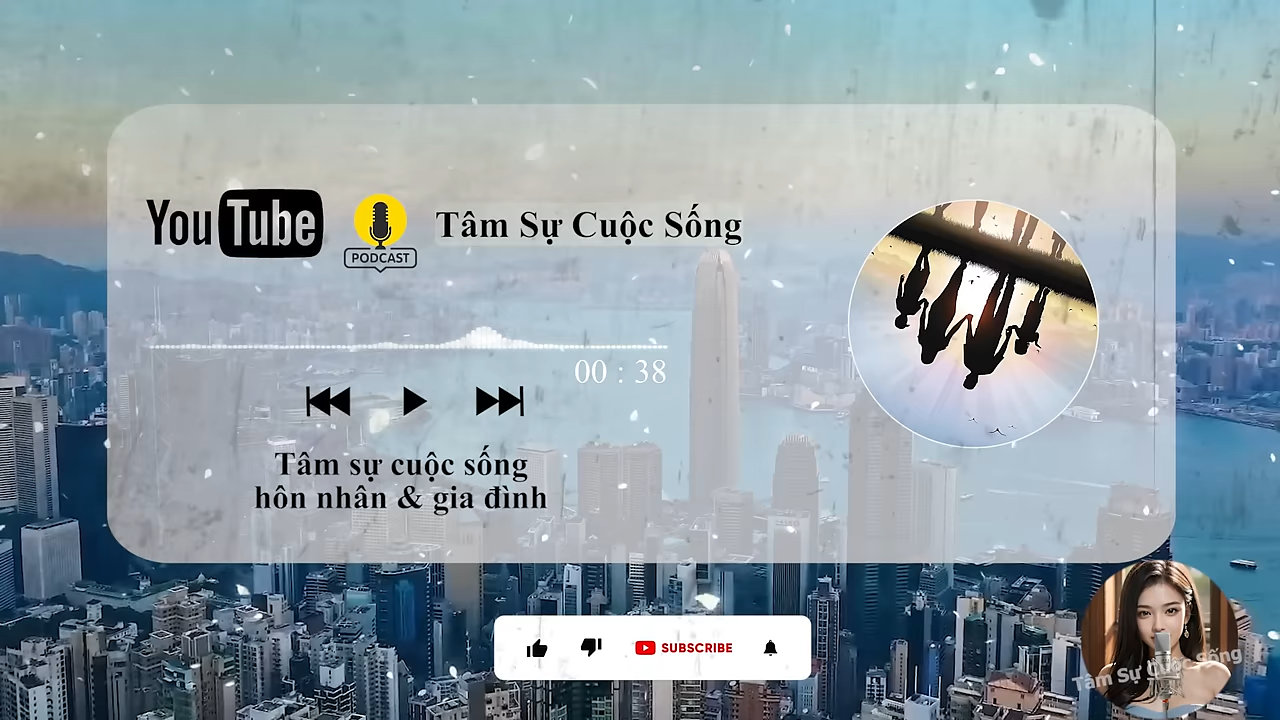 YouTube
PODCAST
Tâm Sự Cuộc Sống
00 : 38
Tâm sự cuộc sống
hôn nhân & gia đình
SUBSCRIBE
Tâm Sự Cuộc Sống